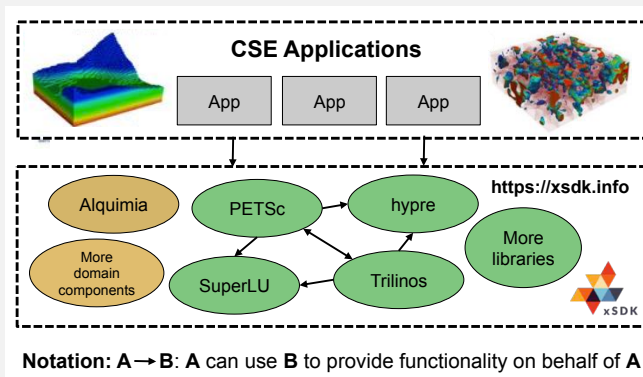 CSE Applications
App
App
App
https://xsdk.info
Alquimia
PETSc
hypre
More
libraries
More
domain
components
SuperLU
Trilinos
xSDK
Notation: A→B: A can use B to provide functionality on behalf of A